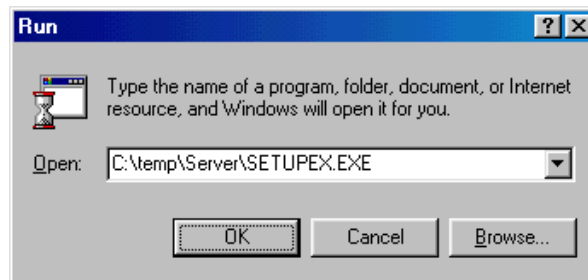 Run
Type the name of a program, folder, document, or Internet
resource, and Windows will open it for you.
Open: C:\temp\Server\SETUPEX.EXE
OK Cancel Browse...